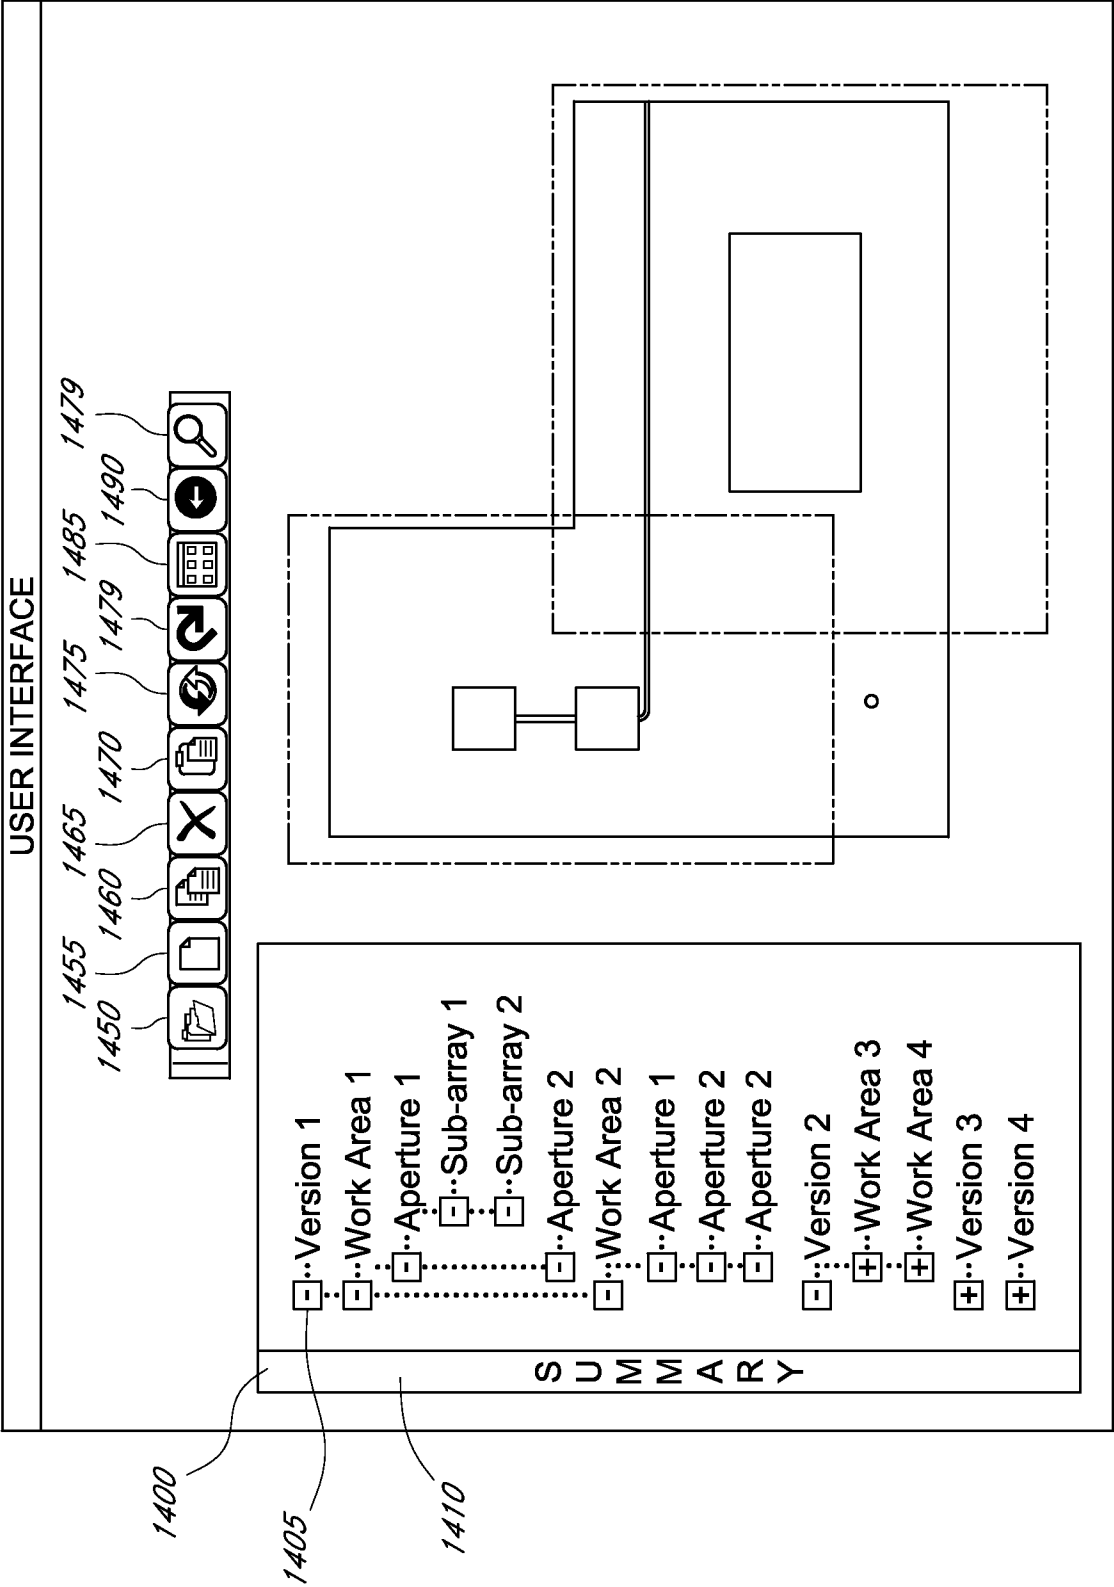 USER INTERFACE
1450
1455
1460
1465
1470
1475
1479
1485
1490
1479
1400
1405
1410
SUMMARY
- Version 1
- Work Area 1
- Aperture 1
- Sub-array 1
- Sub-array 2
- Aperture 2
- Work Area 2
- Aperture 1
- Aperture 2
- Aperture 2
- Version 2
+ Work Area 3
+ Work Area 4
+ Version 3
+ Version 4